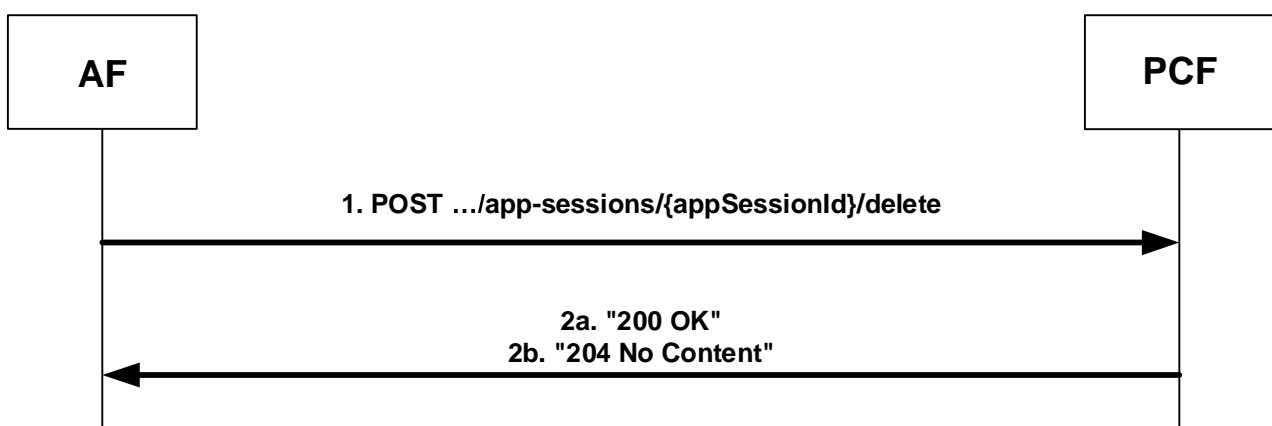 AF
PCF
1. POST …/app-sessions/{appSessionId}/delete
2a. "200 OK"
2b. "204 No Content"